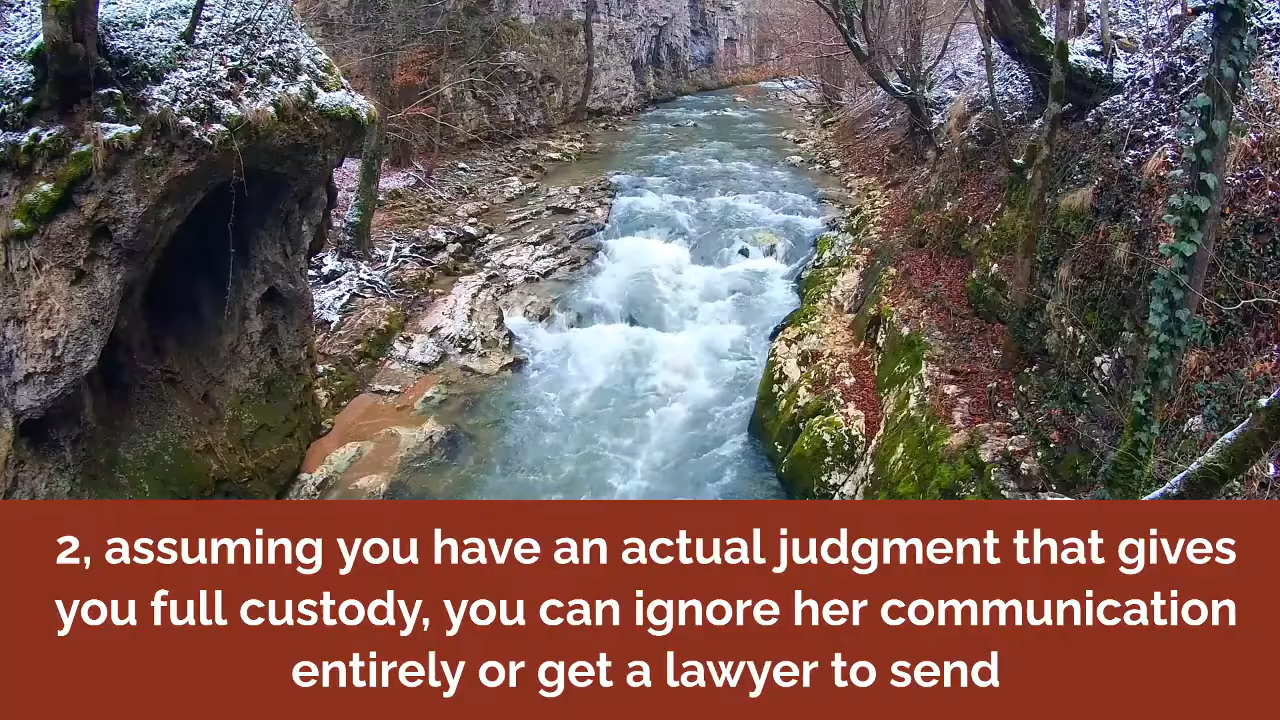 2, assuming you have an actual judgment that gives
you full custody, you can ignore her communication
entirely or get a lawyer to send